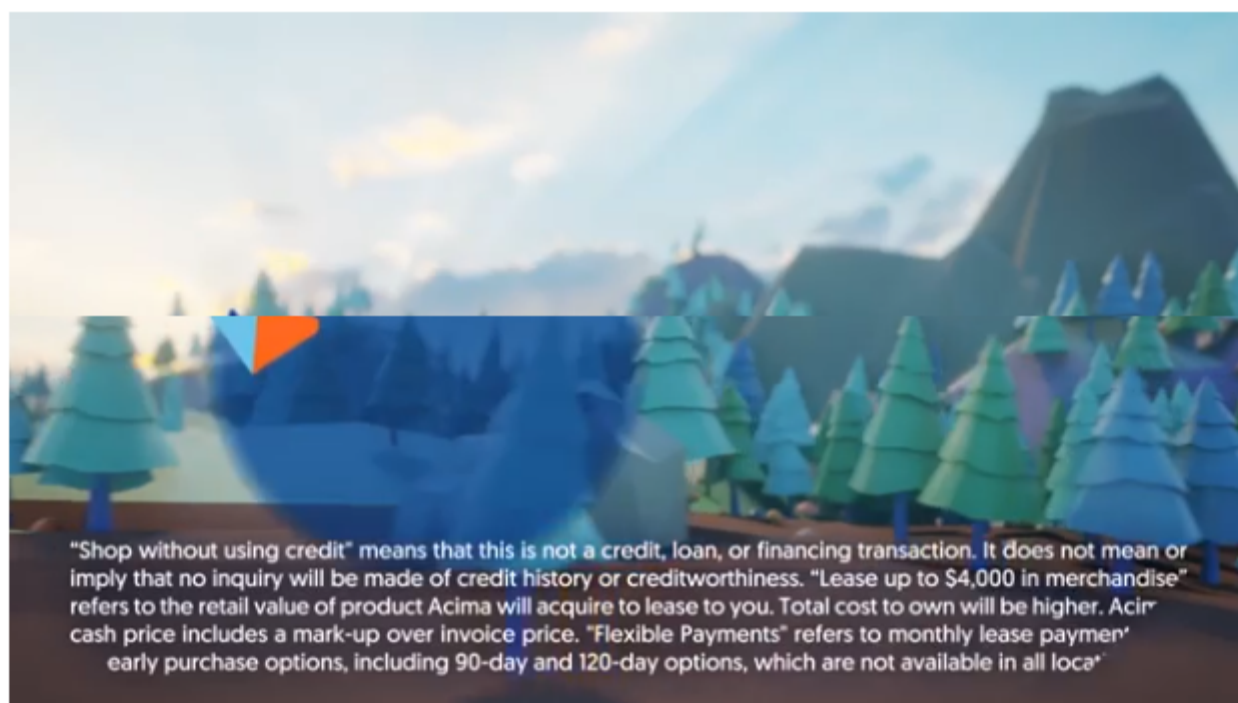 “Shop without using credit” means that this is not a credit, loan, or financing transaction. It does not mean or
imply that no inquiry will be made of credit history or creditworthiness. “Lease up to $4,000 in merchandise”
refers to the retail value of product Acima will acquire to lease to you. Total cost to own will be higher.
cash price includes a mark-up over invoice price. "Flexible Payments" refers to monthly lease
early purchase options, including 90-day and 120-day options, which are not available in all